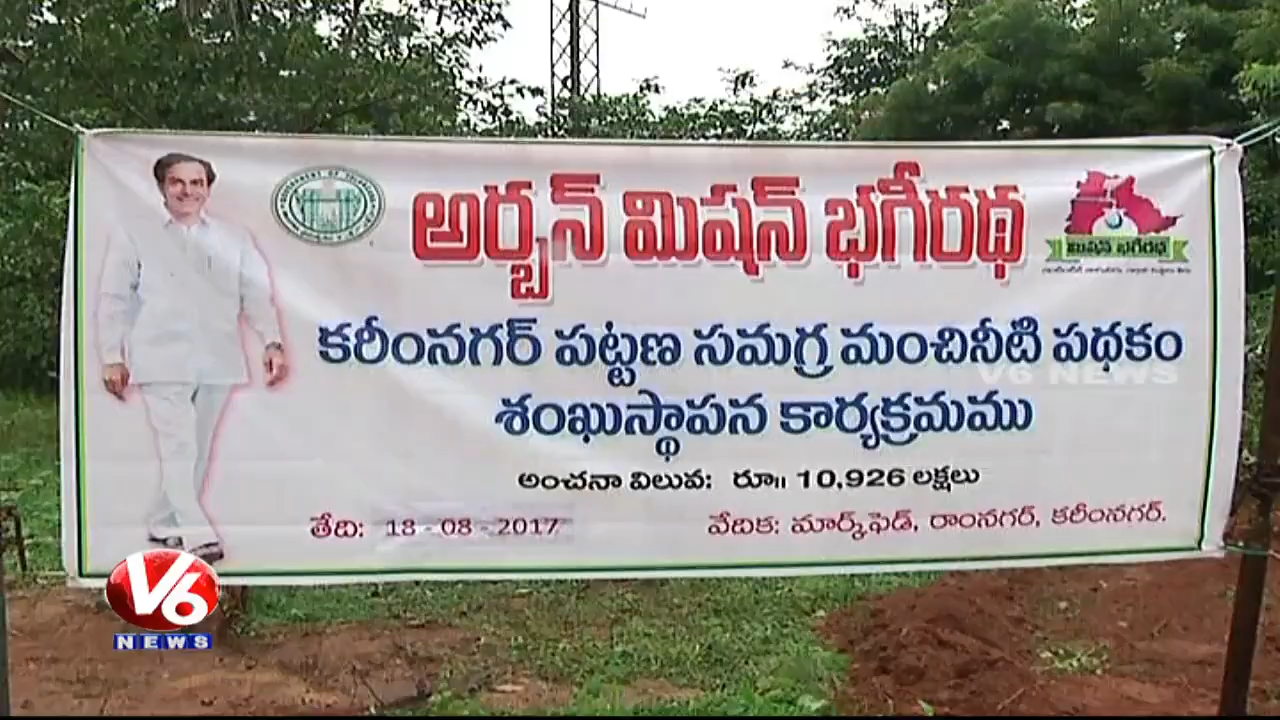 అర్బన్ మిషన్ భగీరథ
మిషన్ భగీరథ
కరీంనగర్ పట్టణ సమగ్ర మంచినీటి పథకం
శంఖుస్థాపన కార్యక్రమము
అంచనా విలువ: రూ॥ 10,926 లక్షలు
తేది: 18-08-2017
వేదిక: మార్క్‌ఫెడ్, రాంనగర్, కరీంనగర్.
V6 NEWS
V6
NEWS